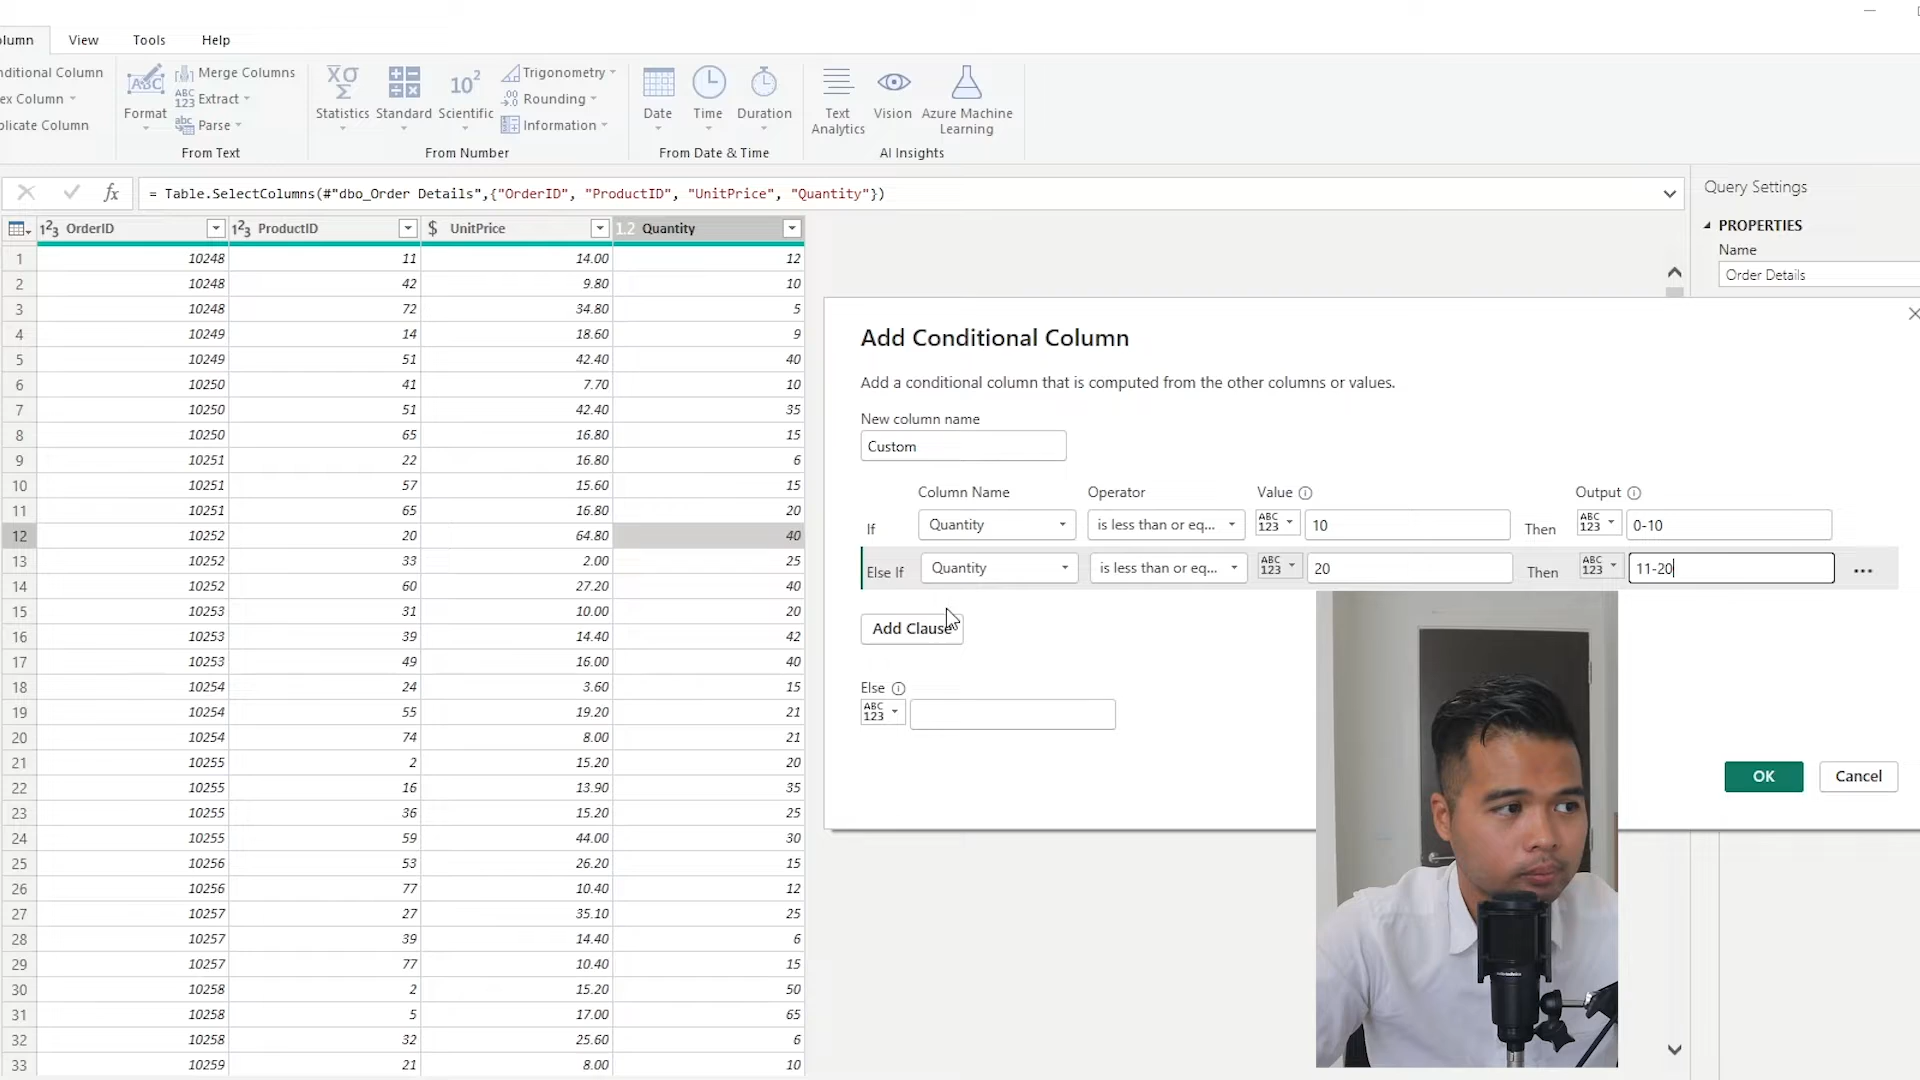 olumn View Tools Help
nditional Column
ex Column
plicate Column
Format
Merge Columns
Extract
Parse
From Text
Statistics Standard Scientific
Trigonometry
Rounding
Information
From Number
Date Time Duration
From Date & Time
Text Analytics
Vision
Azure Machine Learning
AI Insights
fx = Table.SelectColumns(#"dbo_Order Details",{"OrderID", "ProductID", "UnitPrice", "Quantity"})
Query Settings
PROPERTIES
Name
Order Details
OrderID ProductID $ UnitPrice 1.2 Quantity
1 10248 11 14.00 12
2 10248 42 9.80 10
3 10248 72 34.80 5
4 10249 14 18.60 9
5 10249 51 42.40 40
6 10250 41 7.70 10
7 10250 51 42.40 35
8 10250 65 16.80 15
9 10251 22 16.80 6
10 10251 57 15.60 15
11 10251 65 16.80 20
12 10252 20 64.80 40
13 10252 33 2.00 25
14 10252 60 27.20 40
15 10253 31 10.00 20
16 10253 39 14.40 42
17 10253 49 16.00 40
18 10254 24 3.60 15
19 10254 55 19.20 21
20 10254 74 8.00 21
21 10255 2 15.20 20
22 10255 16 13.90 35
23 10255 36 15.20 25
24 10255 59 44.00 30
25 10256 53 26.20 15
26 10256 77 10.40 12
27 10257 27 35.10 25
28 10257 39 14.40 6
29 10257 77 10.40 15
30 10258 2 15.20 50
31 10258 5 17.00 65
32 10258 32 25.60 6
33 10259 21 8.00 10
Add Conditional Column
Add a conditional column that is computed from the other columns or values.
New column name
Custom
Column Name Operator Value Output
If Quantity is less than or eq... ABC 123 10 Then ABC 123 0-10
Else If Quantity is less than or eq... ABC 123 20 Then ABC 123 11-20 ...
Add Clause
Else
ABC 123
OK Cancel